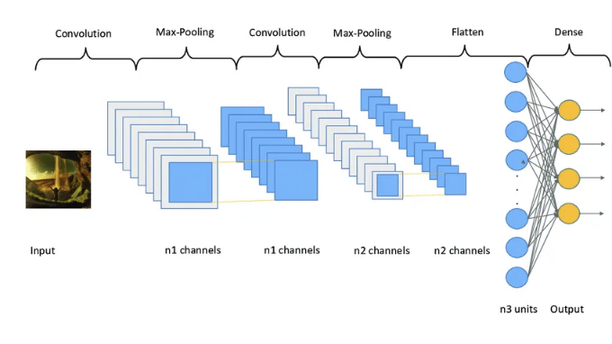 Convolution
Max-Pooling
Convolution
Max-Pooling
Flatten
Dense
Input
n1 channels
n1 channels
n2 channels
n2 channels
n3 units
Output